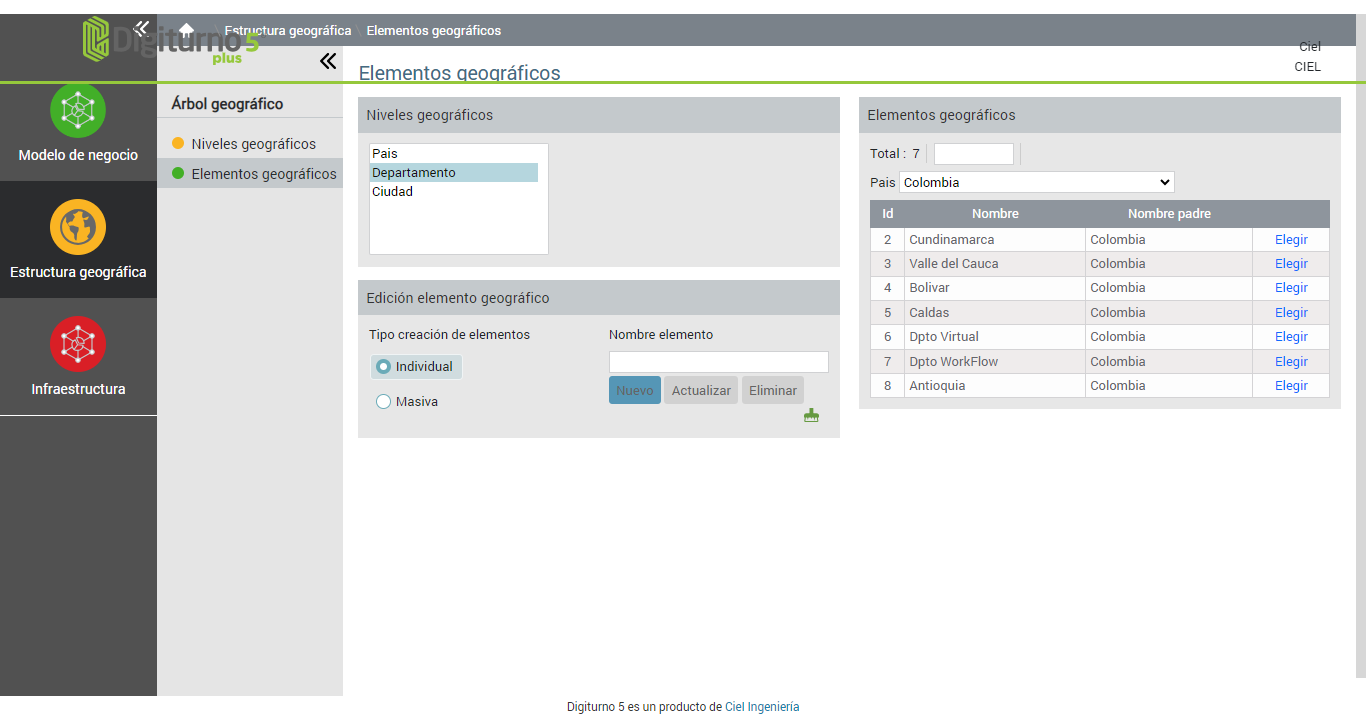 Digiturno 5
plus
Estructura geográfica
Elementos geográficos
Ciel
CIEL
Elementos geográficos
Modelo de negocio
Estructura geográfica
Infraestructura
Árbol geográfico
Niveles geográficos
Elementos geográficos
Niveles geográficos
Pais
Departamento
Ciudad
Edición elemento geográfico
Tipo creación de elementos
Individual
Masiva
Nombre elemento
Nuevo Actualizar Eliminar
Elementos geográficos
Total : 7
Pais Colombia
Id Nombre Nombre padre
2 Cundinamarca Colombia Elegir
3 Valle del Cauca Colombia Elegir
4 Bolivar Colombia Elegir
5 Caldas Colombia Elegir
6 Dpto Virtual Colombia Elegir
7 Dpto WorkFlow Colombia Elegir
8 Antioquia Colombia Elegir
Digiturno 5 es un producto de Ciel Ingeniería